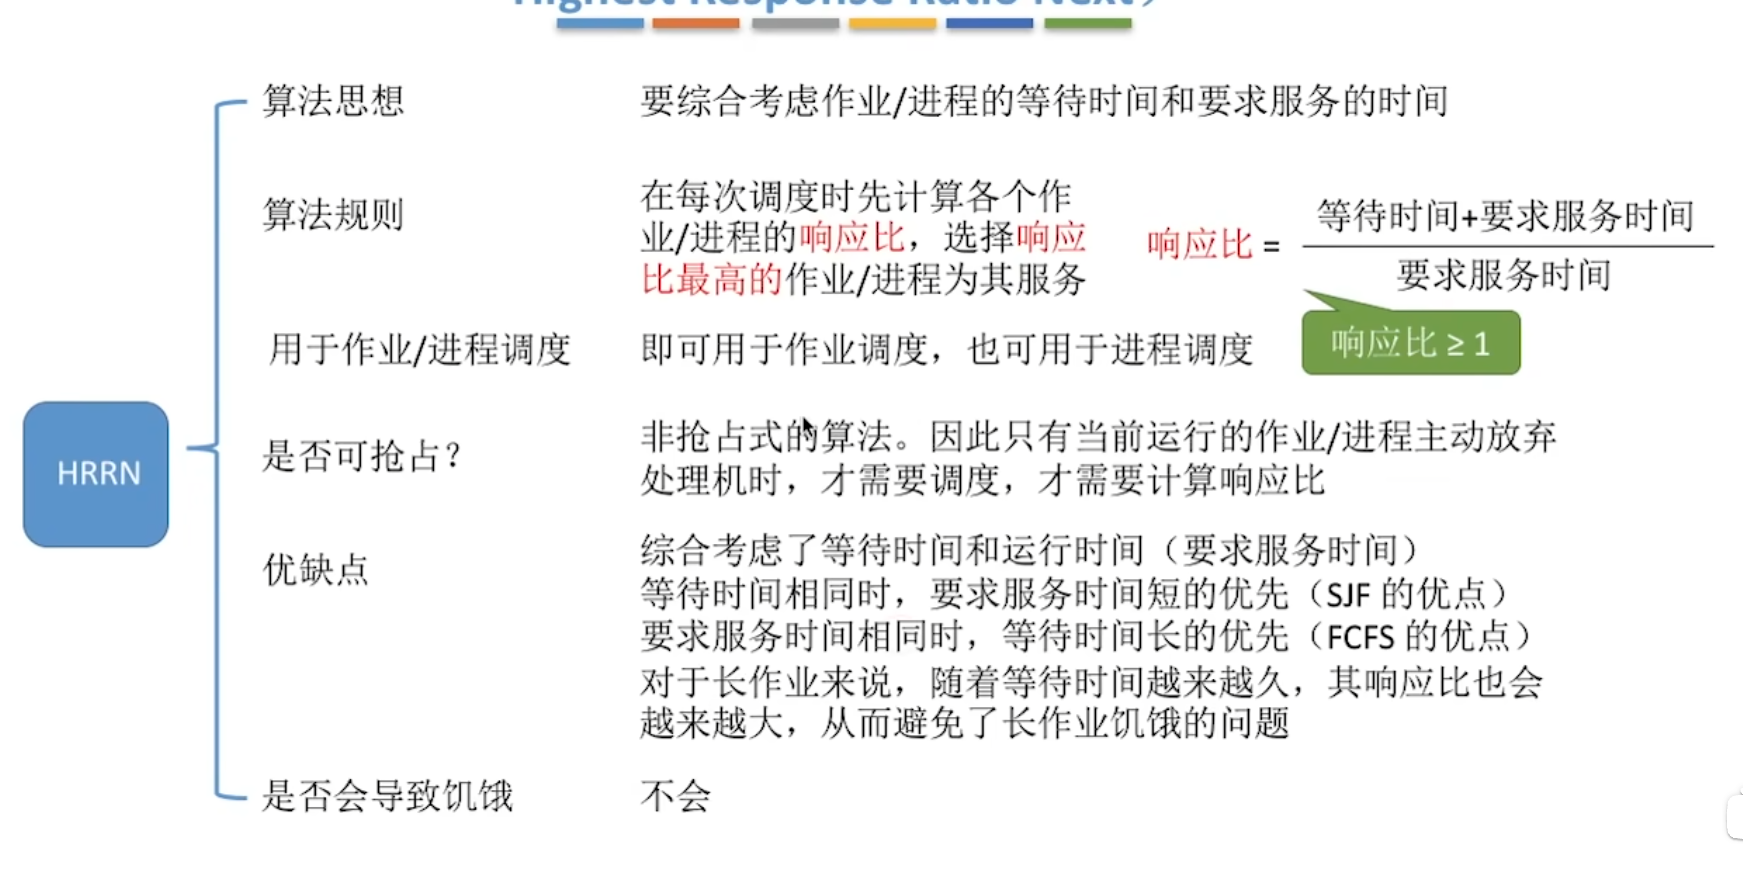 Highest Response Ratio Next）
算法思想
要综合考虑作业/进程的等待时间和要求服务的时间
算法规则
在每次调度时先计算各个作
业/进程的响应比，选择响应
比最高的作业/进程为其服务
响应比 =
等待时间+要求服务时间
要求服务时间
响应比 ≥ 1
用于作业/进程调度
即可用于作业调度，也可用于进程调度
HRRN
是否可抢占？
非抢占式的算法。因此只有当前运行的作业/进程主动放弃
处理机时，才需要调度，才需要计算响应比
优缺点
综合考虑了等待时间和运行时间（要求服务时间）
等待时间相同时，要求服务时间短的优先（SJF 的优点）
要求服务时间相同时，等待时间长的优先（FCFS 的优点）
对于长作业来说，随着等待时间越来越久，其响应比也会
越来越大，从而避免了长作业饥饿的问题
是否会导致饥饿
不会